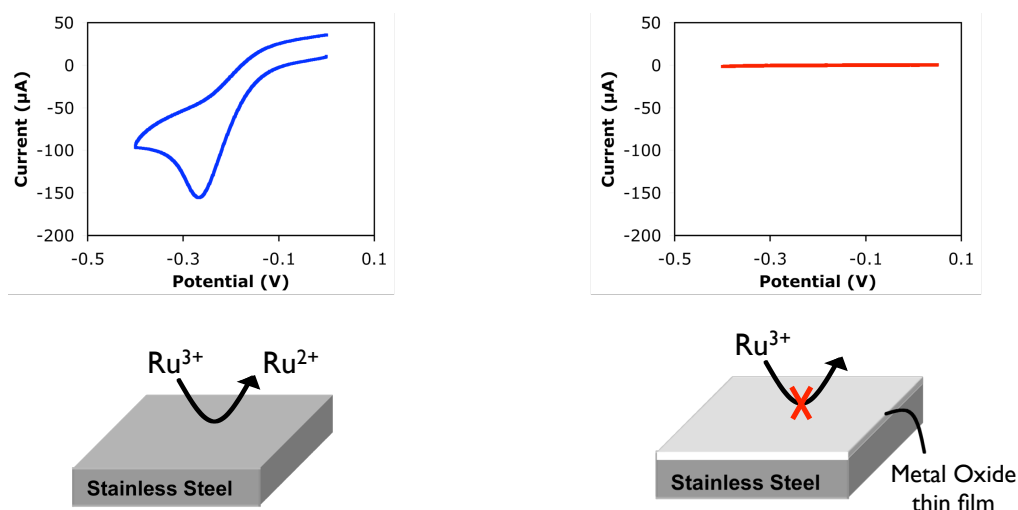 50
0
-50
-100
-150
-200
Current (µA)
-0.5 -0.3 -0.1 0.1
Potential (V)
50
0
-50
-100
-150
-200
Current (µA)
-0.5 -0.3 -0.1 0.1
Potential (V)
Ru³⁺ Ru²⁺
Stainless Steel
Ru³⁺
Stainless Steel
Metal Oxide
thin film